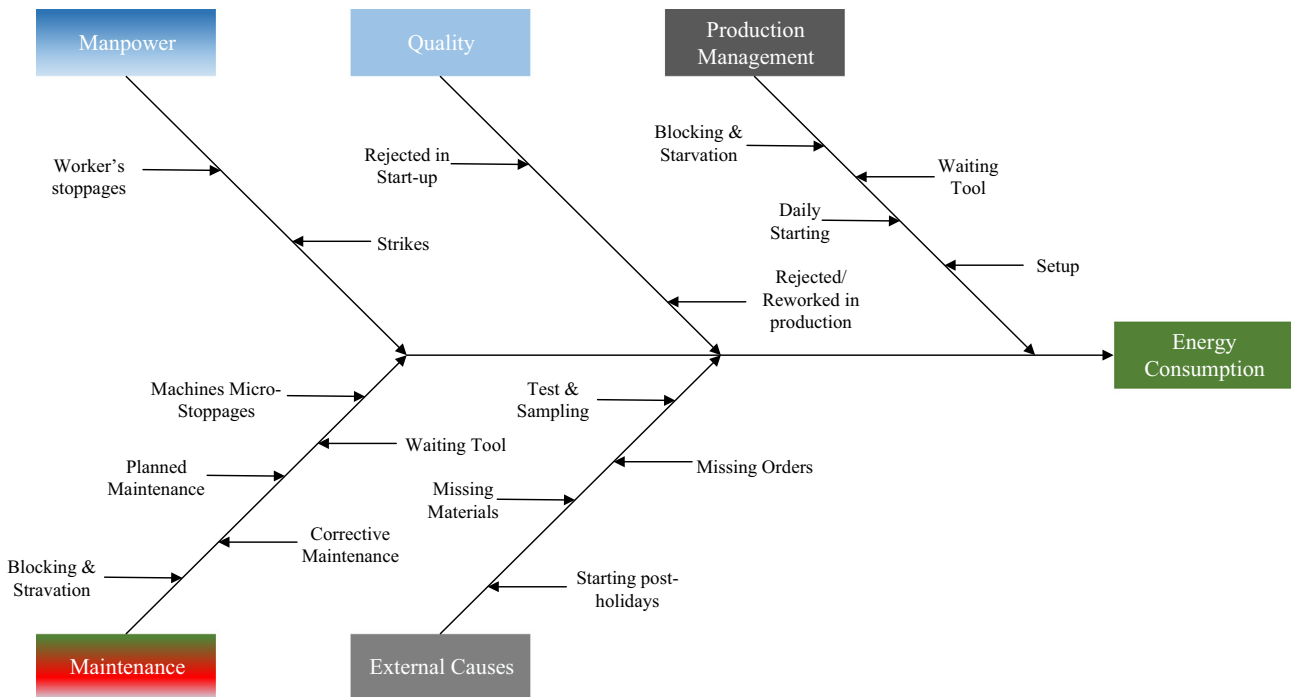 Manpower
Quality
Production
Management
Worker's
stoppages
Strikes
Rejected in
Start-up
Rejected/
Reworked in
production
Blocking &
Starvation
Waiting
Tool
Daily
Starting
Setup
Energy
Consumption
Machines Micro-
Stoppages
Waiting Tool
Planned
Maintenance
Corrective
Maintenance
Blocking &
Stravation
Test &
Sampling
Missing Orders
Missing
Materials
Starting post-
holidays
Maintenance
External Causes